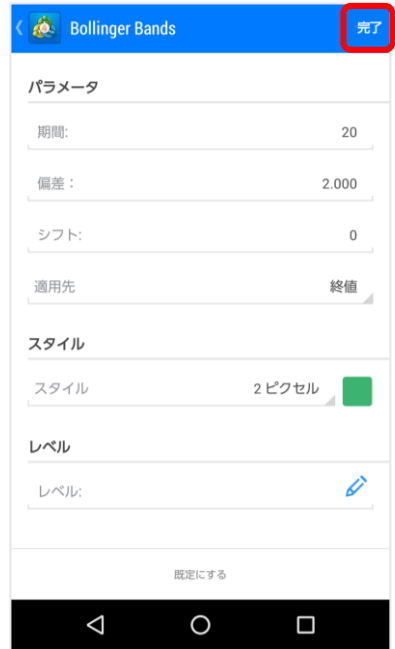 Bollinger Bands 完了
パラメータ
期間: 20
偏差： 2.000
シフト: 0
適用先 終値
スタイル
スタイル 2 ピクセル
レベル
レベル:
既定にする